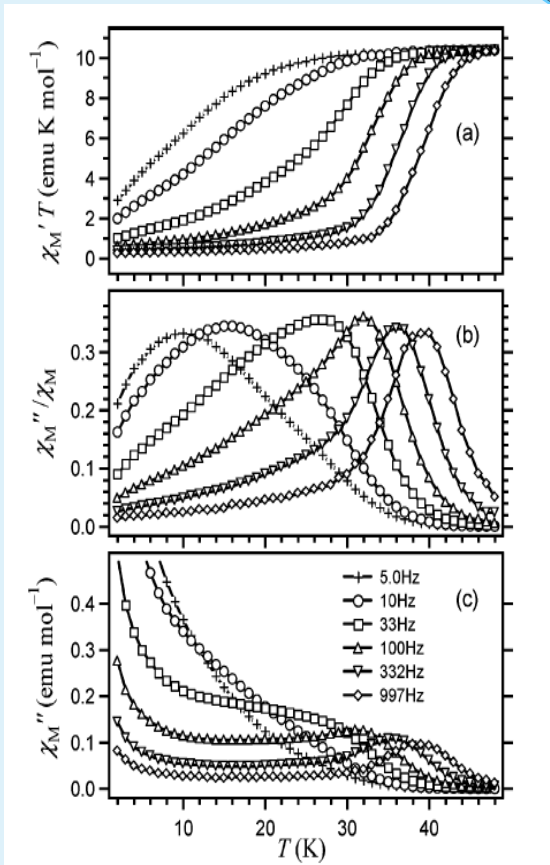 χM′ T (emu K mol⁻¹)
10
8
6
4
2
0
(a)
χM″/χM
0.3
0.2
0.1
0.0
(b)
χM″ (emu mol⁻¹)
0.4
0.3
0.2
0.1
0.0
5.0Hz
10Hz
33Hz
100Hz
332Hz
997Hz
(c)
10 20 30 40
T (K)